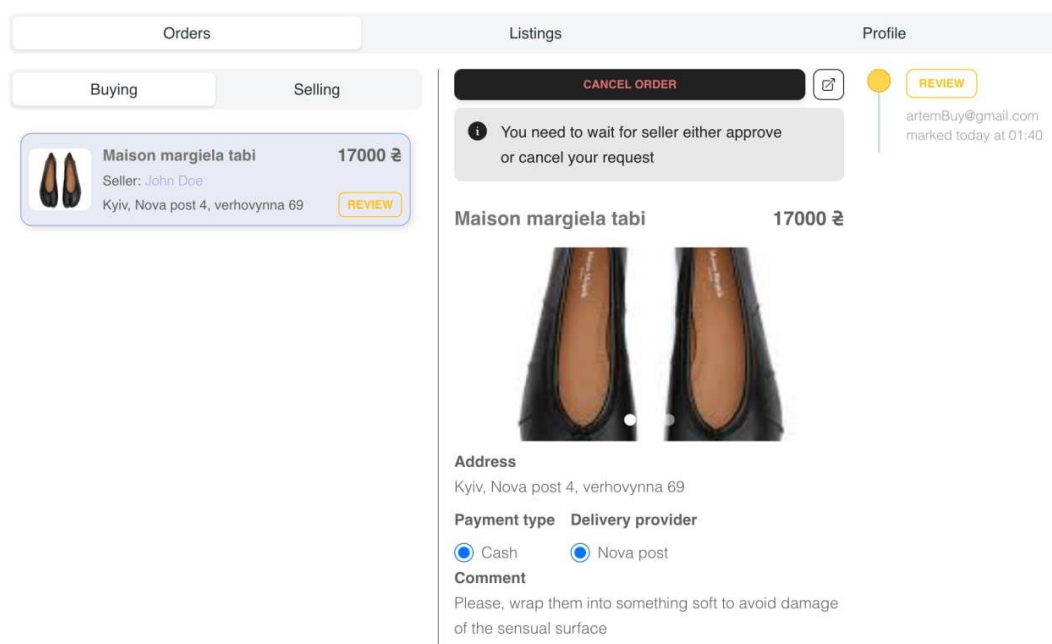 Orders
Listings
Profile
Buying
Selling
Maison margiela tabi
17000 ₴
Seller: John Doe
Kyiv, Nova post 4, verhovynna 69
REVIEW
CANCEL ORDER
You need to wait for seller either approve
or cancel your request
Maison margiela tabi
17000 ₴
Address
Kyiv, Nova post 4, verhovynna 69
Payment type
Delivery provider
Cash
Nova post
Comment
Please, wrap them into something soft to avoid damage
of the sensual surface
REVIEW
artemBuy@gmail.com
marked today at 01:40